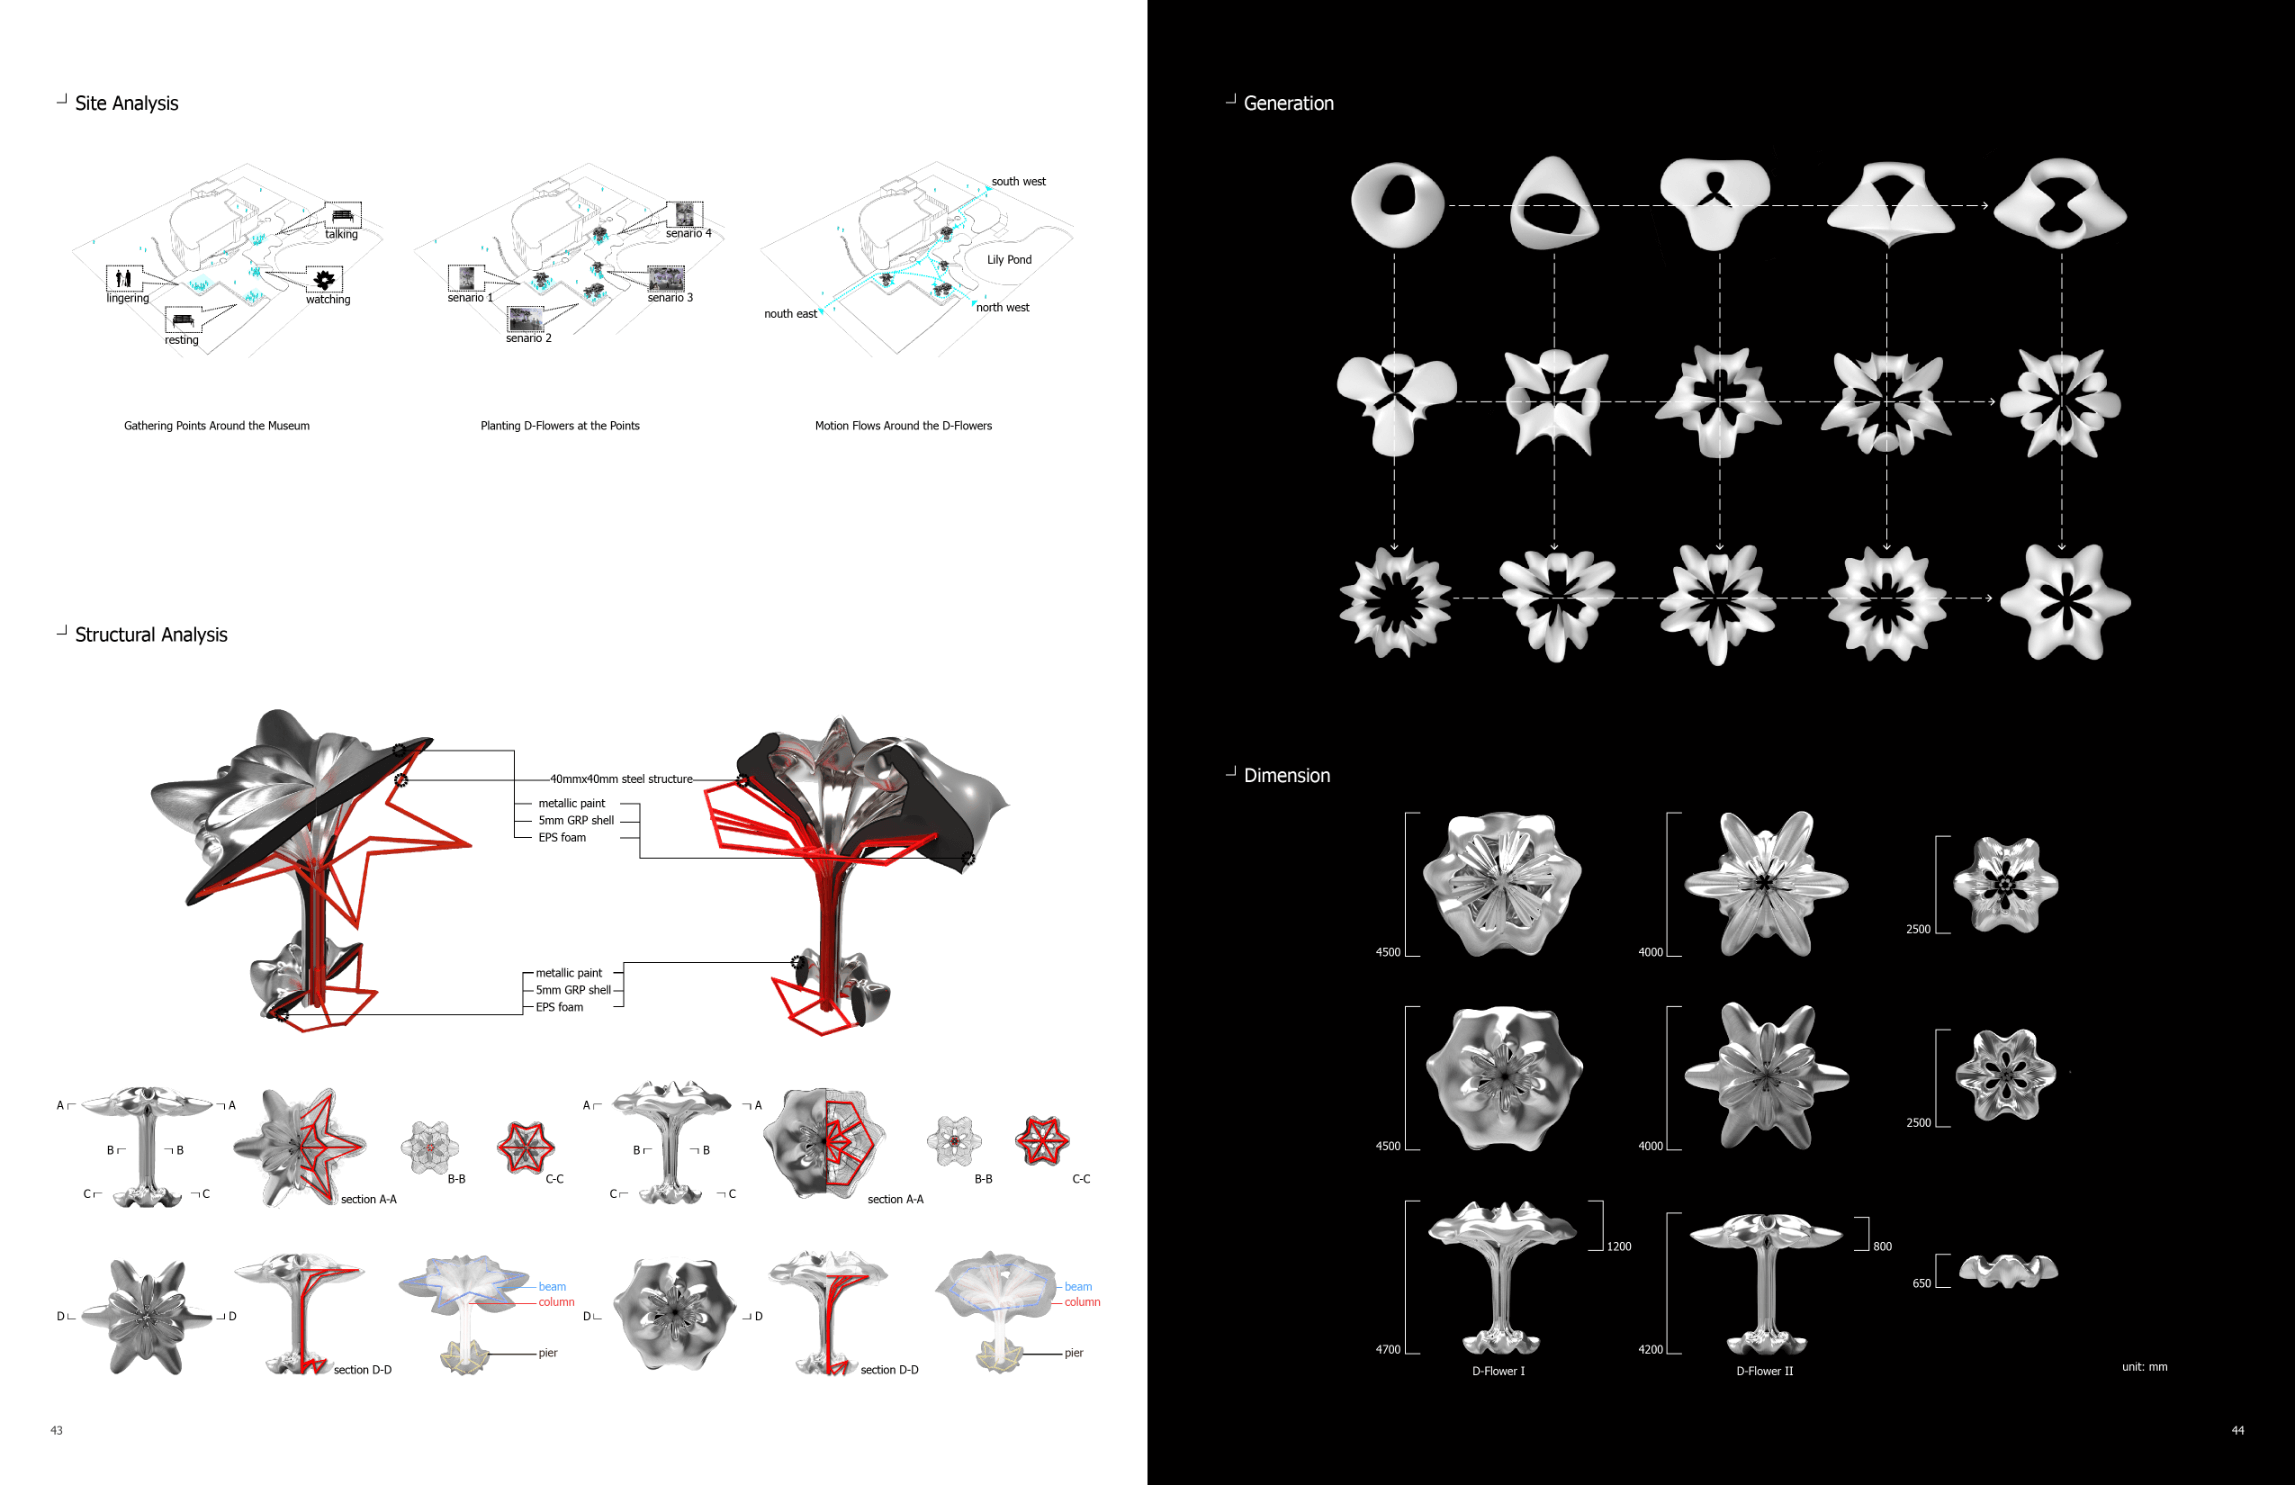 Site Analysis
talking
lingering
watching
resting
senario 4
senario 1
senario 3
senario 2
south west
Lily Pond
nouth east
north west
Gathering Points Around the Museum
Planting D-Flowers at the Points
Motion Flows Around the D-Flowers
Structural Analysis
40mmx40mm steel structure
metallic paint
5mm GRP shell
EPS foam
metallic paint
5mm GRP shell
EPS foam
A A
B B
C C
section A-A
B-B
C-C
A A
B B
C C
section A-A
B-B
C-C
D D
section D-D
beam
column
pier
D D
section D-D
beam
column
pier
43
Generation
Dimension
4500
4000
2500
4500
4000
2500
4700
1200
4200
800
650
D-Flower I
D-Flower II
unit: mm
44